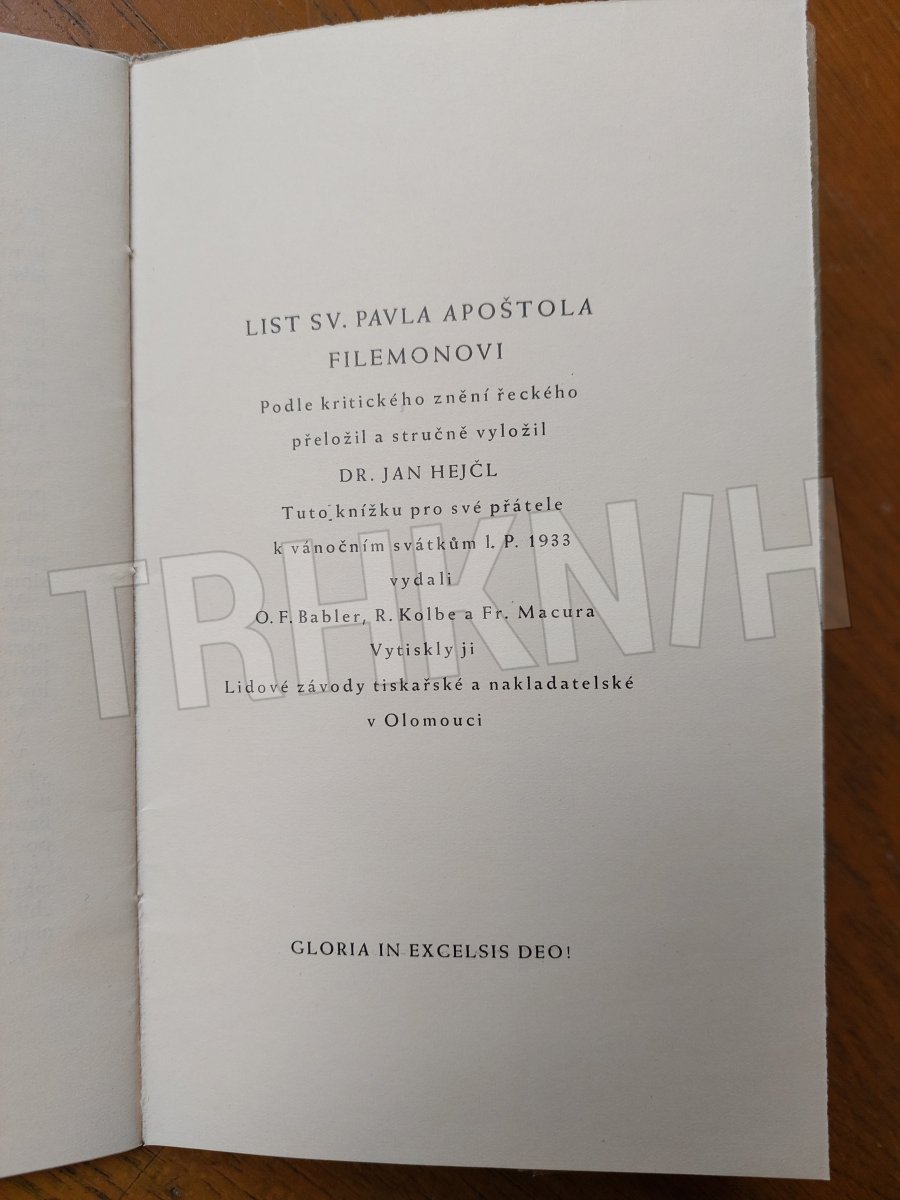 LIST SV. PAVLA APOŠTOLA
FILEMONOVI
Podle kritického znění řeckého
přeložil a stručně vyložil
DR. JAN HEJČL
Tuto knížku pro své přátele
k vánočním svátkům l. P. 1933
vydali
O. F. Babler, R. Kolbe a Fr. Macura
Vytiskly ji
Lidové závody tiskařské a nakladatelské
v Olomouci
GLORIA IN EXCELSIS DEO!
TRHKNIH